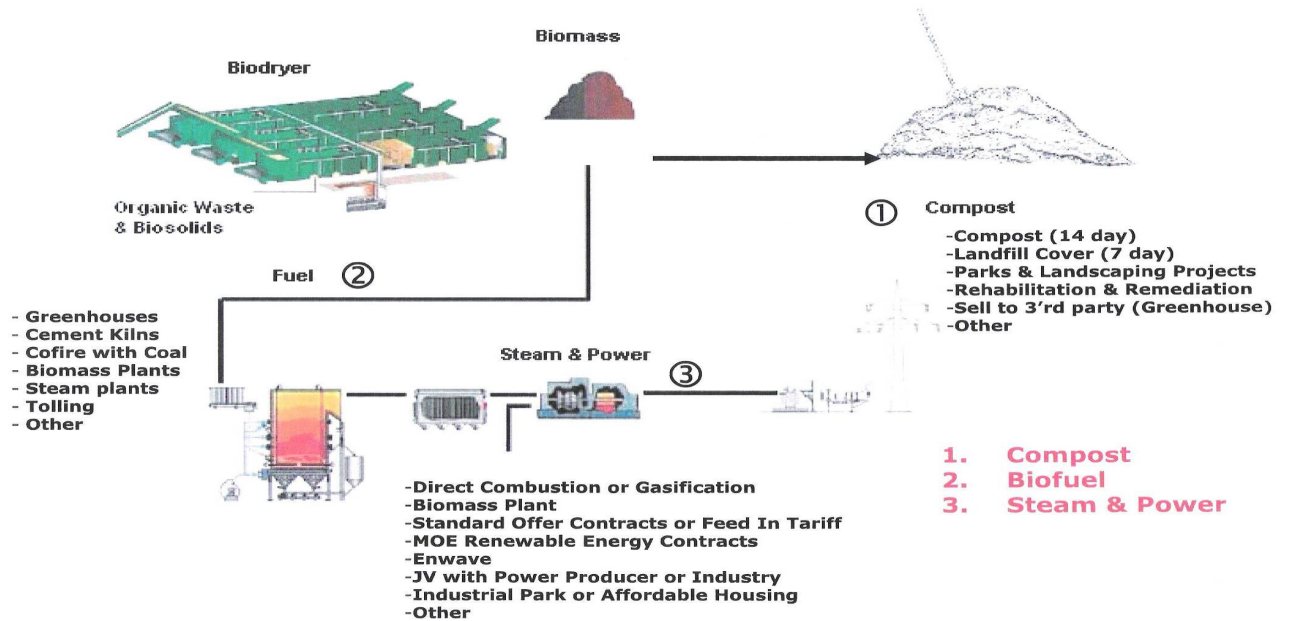 Biomass
Biodryer
Organic Waste
& Biosolids
① Compost
-Compost (14 day)
-Landfill Cover (7 day)
-Parks & Landscaping Projects
-Rehabilitation & Remediation
-Sell to 3'rd party (Greenhouse)
-Other
Fuel ②
- Greenhouses
- Cement Kilns
- Cofire with Coal
- Biomass Plants
- Steam plants
- Tolling
- Other
Steam & Power
③
-Direct Combustion or Gasification
-Biomass Plant
-Standard Offer Contracts or Feed In Tariff
-MOE Renewable Energy Contracts
-Enwave
-JV with Power Producer or Industry
-Industrial Park or Affordable Housing
-Other
1. Compost
2. Biofuel
3. Steam & Power